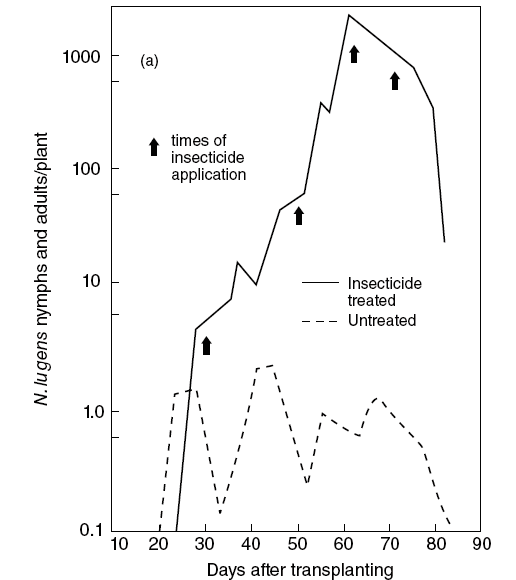 1000
(a)
times of
insecticide
application
100
10
Insecticide
treated
Untreated
1.0
0.1
10 20 30 40 50 60 70 80 90
Days after transplanting
N. lugens nymphs and adults/plant